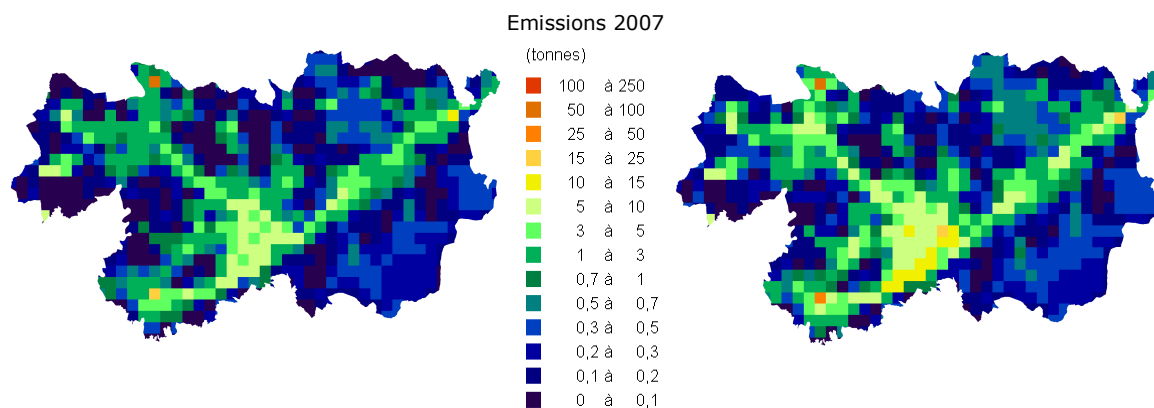 Emissions 2007
(tonnes)
100 à 250
50 à 100
25 à 50
15 à 25
10 à 15
5 à 10
3 à 5
1 à 3
0,7 à 1
0,5 à 0,7
0,3 à 0,5
0,2 à 0,3
0,1 à 0,2
0 à 0,1